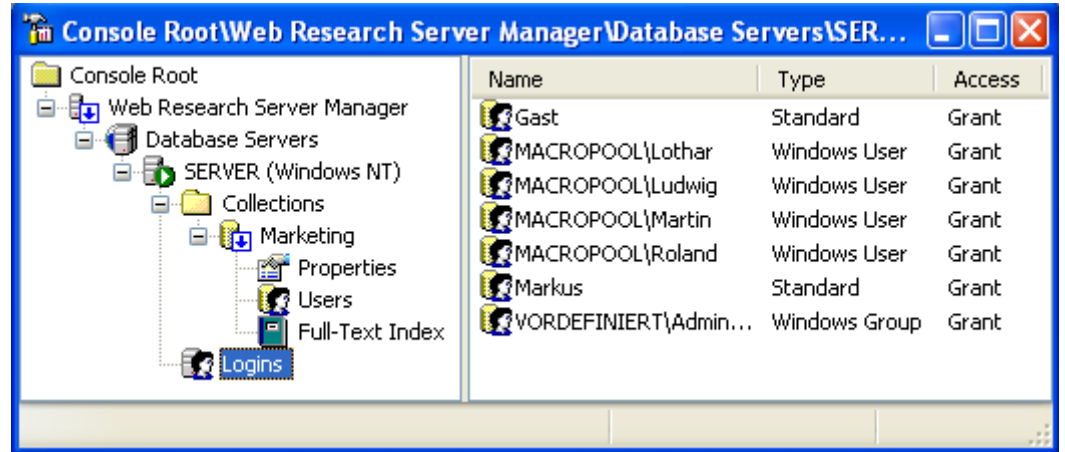 Console Root\Web Research Server Manager\Database Servers\SER...
Console Root
Web Research Server Manager
Database Servers
SERVER (Windows NT)
Collections
Marketing
Properties
Users
Full-Text Index
Logins
Name Type Access
Gast Standard Grant
MACROPOOL\Lothar Windows User Grant
MACROPOOL\Ludwig Windows User Grant
MACROPOOL\Martin Windows User Grant
MACROPOOL\Roland Windows User Grant
Markus Standard Grant
VORDEFINIERT\Admin... Windows Group Grant